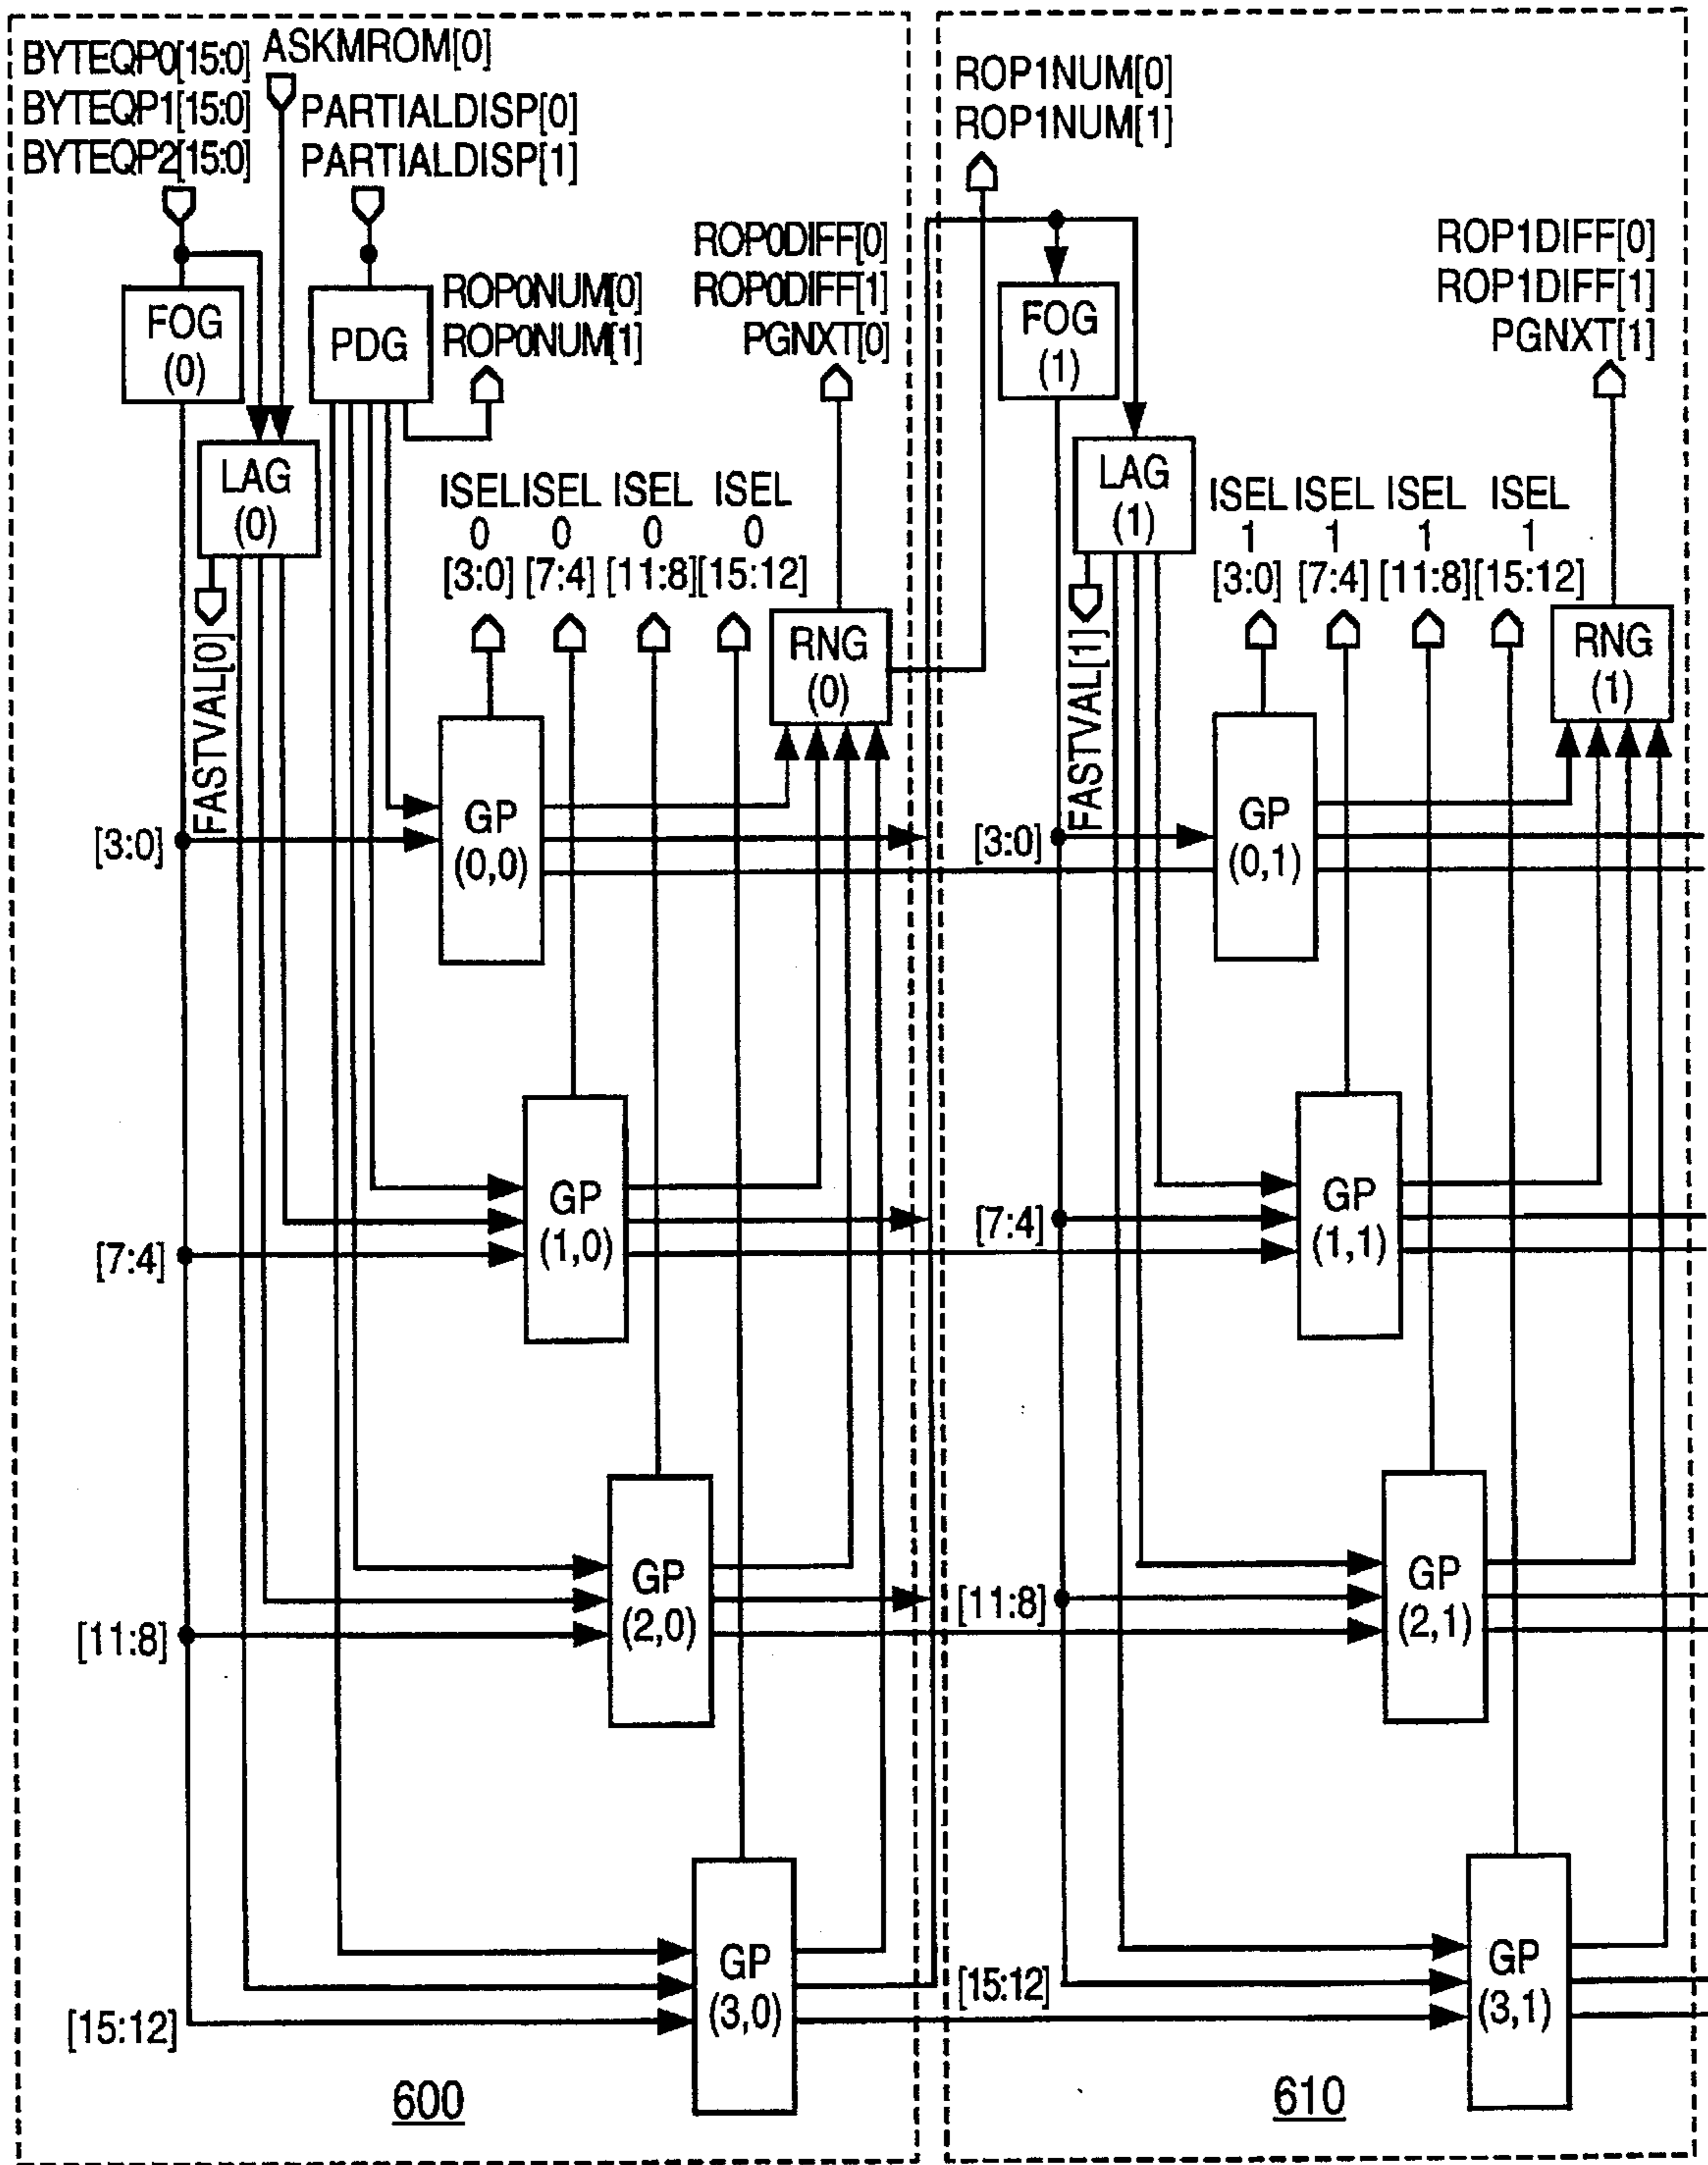 BYTEQP0[15:0]
BYTEQP1[15:0]
BYTEQP2[15:0]
ASKMROM[0]
PARTIALDISP[0]
PARTIALDISP[1]
FOG
(0)
PDG
ROP0NUM[0]
ROP0NUM[1]
ROP0DIFF[0]
ROP0DIFF[1]
PGNXT[0]
LAG
(0)
FASTVAL[0]
ISEL ISEL ISEL ISEL
0 0 0 0
[3:0] [7:4] [11:8] [15:12]
RNG
(0)
[3:0]
GP
(0,0)
[7:4]
GP
(1,0)
[11:8]
GP
(2,0)
[15:12]
GP
(3,0)
600
ROP1NUM[0]
ROP1NUM[1]
FOG
(1)
ROP1DIFF[0]
ROP1DIFF[1]
PGNXT[1]
LAG
(1)
FASTVAL[1]
ISEL ISEL ISEL ISEL
1 1 1 1
[3:0] [7:4] [11:8] [15:12]
RNG
(1)
[3:0]
GP
(0,1)
[7:4]
GP
(1,1)
[11:8]
GP
(2,1)
[15:12]
GP
(3,1)
610